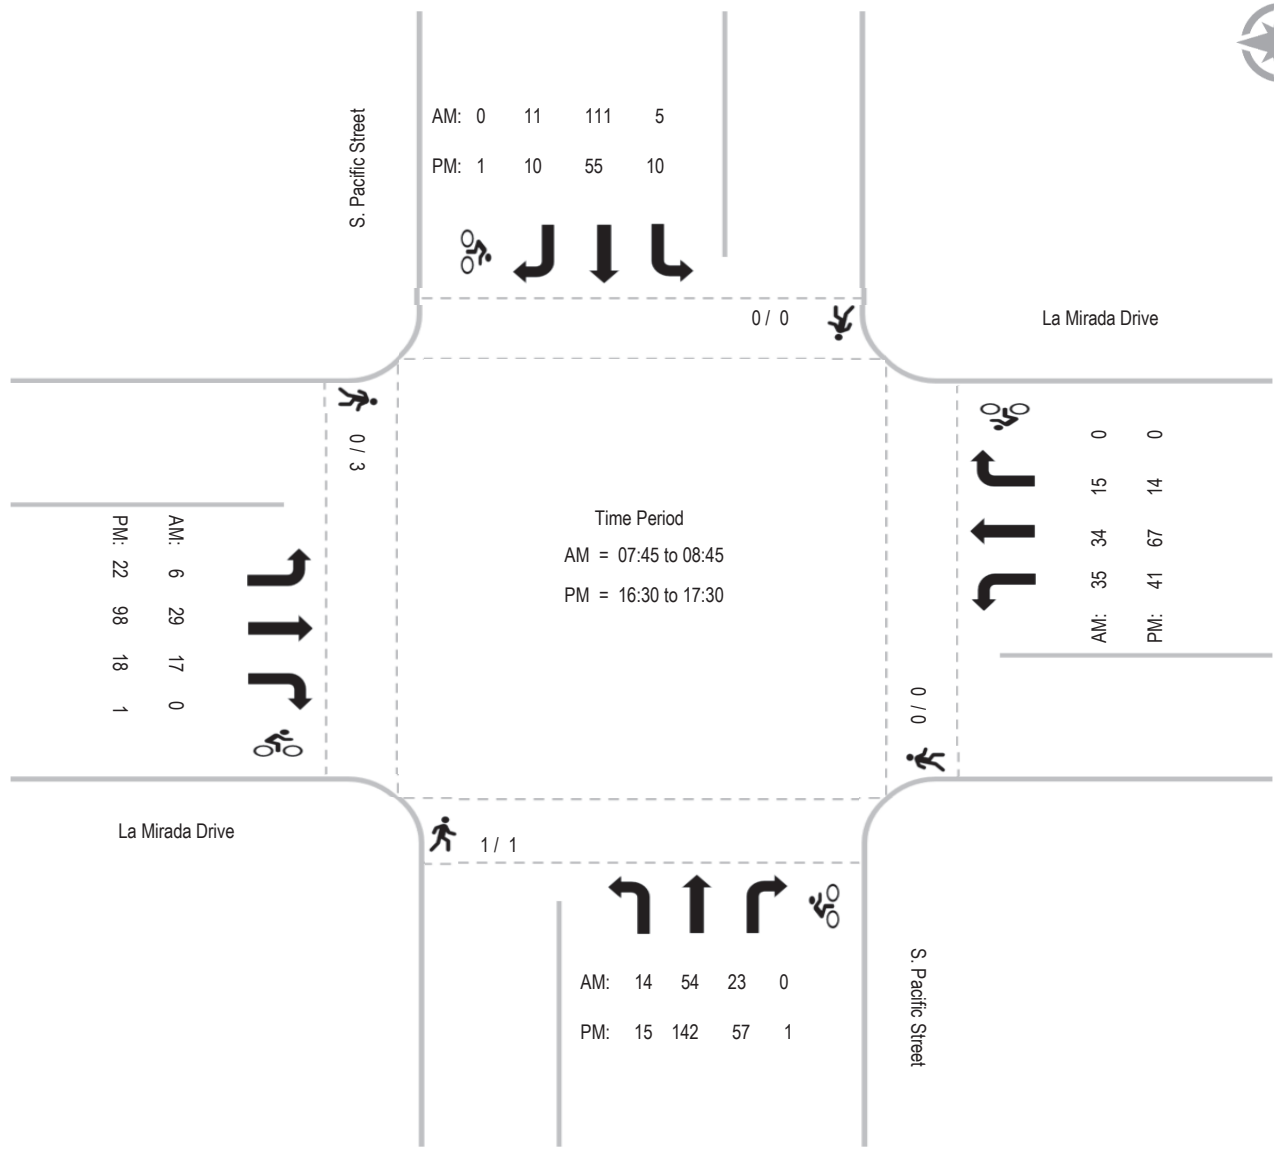 S. Pacific Street
AM: 0 11 111 5
PM: 1 10 55 10
0 / 0
La Mirada Drive
0 / 3
AM: 6 29 17 0
PM: 22 98 18 1
Time Period
AM = 07:45 to 08:45
PM = 16:30 to 17:30
AM: 35 34 15 0
PM: 41 67 14 0
0 / 0
La Mirada Drive
1 / 1
AM: 14 54 23 0
PM: 15 142 57 1
S. Pacific Street